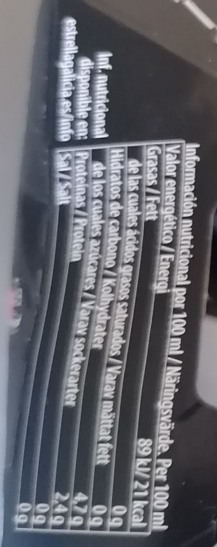 Información nutricional por 100 ml / Näringsvärde. Per 100 ml
Valor energético / Energi 89 kJ/ 21 kcal
Grasas / Fett 0 g
de las cuales ácidos grasos saturados / Varav mättat fett 0 g
Hidratos de carbono / Kolhydrater 4,7 g
de los cuales azúcares / Varav sockerarter 2,4 g
Proteínas / Protein 0 g
Sal / Salt 0 g
Inf. nutricional
disponible en:
estrellagalicia.es/info